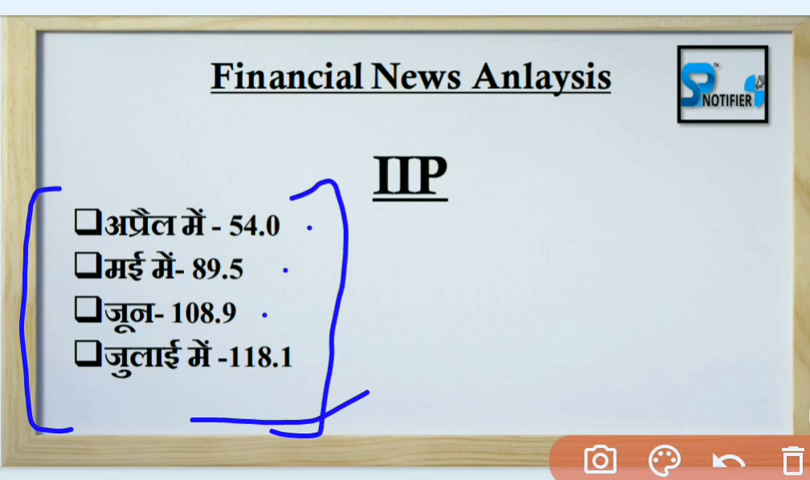 Financial News Anlaysis
SP NOTIFIER
IIP
अप्रैल में - 54.0
मई में- 89.5
जून- 108.9
जुलाई में -118.1